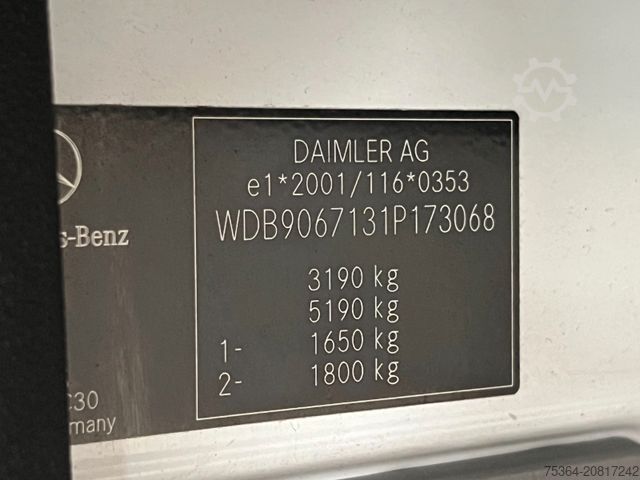 DAIMLER AG
e1*2001/116*0353
WDB9067131P173068
3190 kg
5190 kg
1- 1650 kg
2- 1800 kg
s-Benz
30
many
75364-20817242